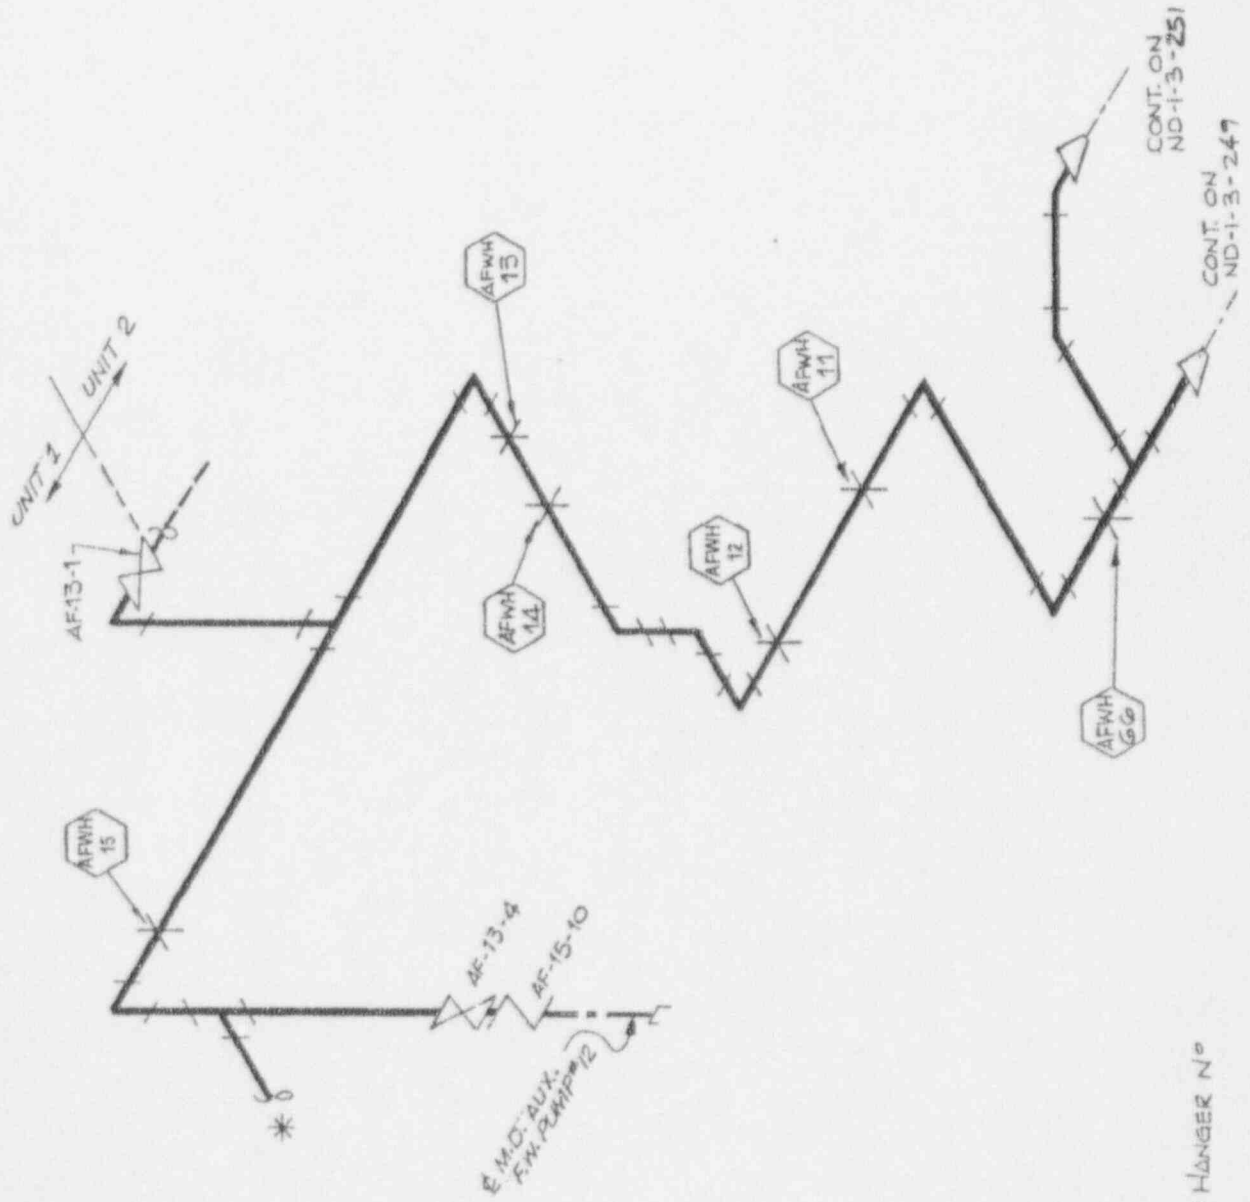 UNIT 1
UNIT 2
AF-13-1
AFWH
13
AFWH
14
AFWH
15
AFWH
12
AFWH
11
AFWH
66
CONT. ON
ND-1-3-251
CONT. ON
ND-1-3-249
AF-13-4
AF-15-10
℄ M.D. AUX.
F.W. PUMP #12
*
HANGER Nº